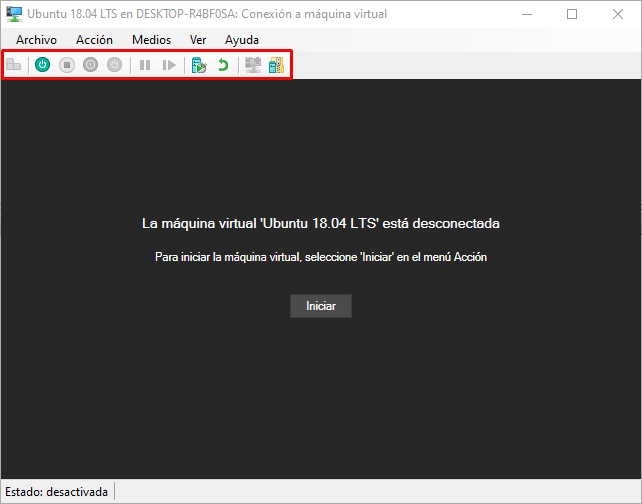 Ubuntu 18.04 LTS en DESKTOP-R4BF0SA: Conexión a máquina virtual
Archivo Acción Medios Ver Ayuda
La máquina virtual 'Ubuntu 18.04 LTS' está desconectada
Para iniciar la máquina virtual, seleccione 'Iniciar' en el menú Acción
Iniciar
Estado: desactivada